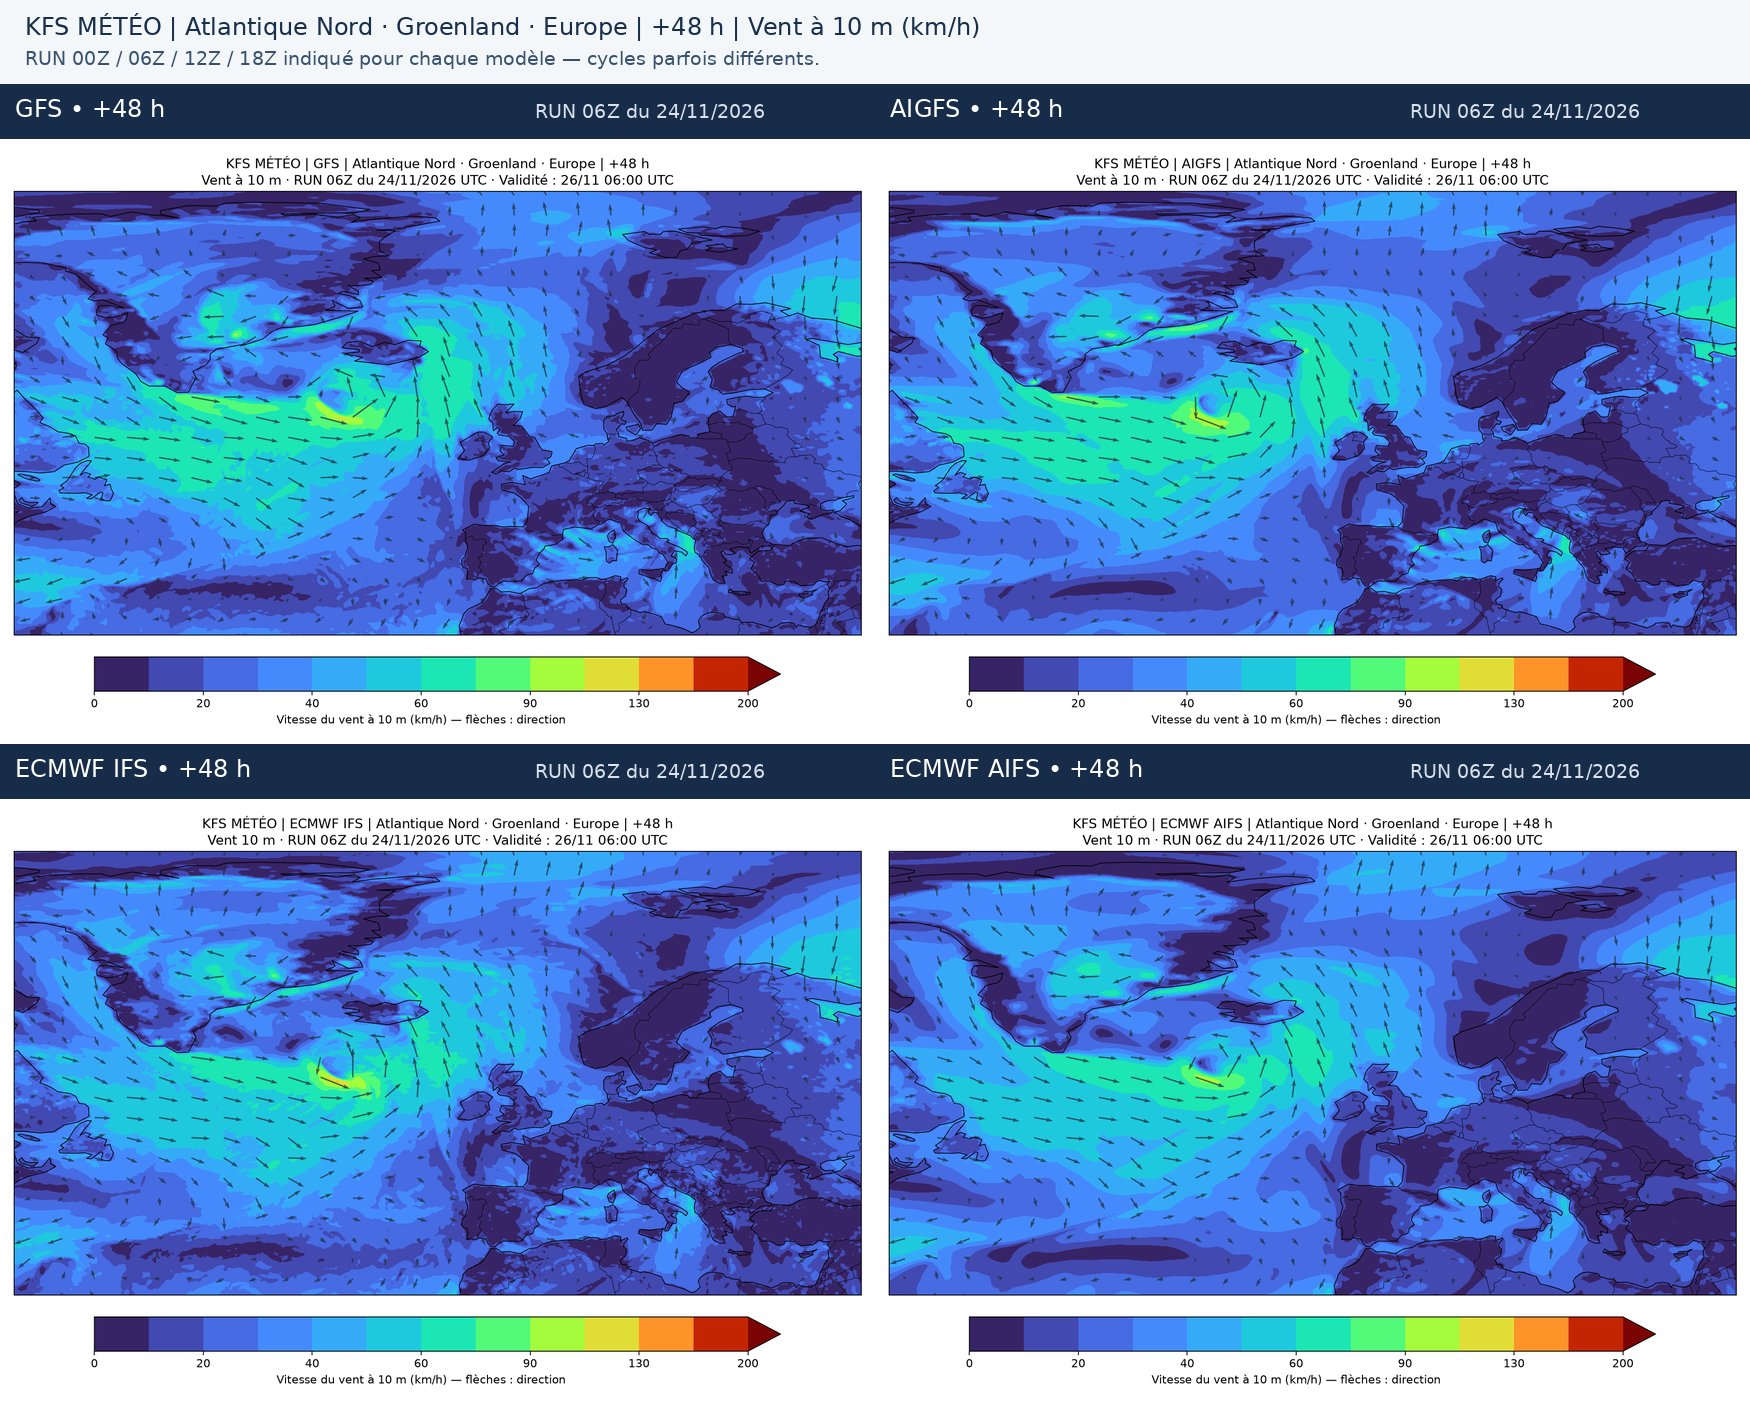 KFS MÉTÉO | Atlantique Nord · Groenland · Europe | +48 h | Vent à 10 m (km/h)
RUN 00Z / 06Z / 12Z / 18Z indiqué pour chaque modèle — cycles parfois différents.
GFS • +48 h RUN 06Z du 24/11/2026
KFS MÉTÉO | GFS | Atlantique Nord · Groenland · Europe | +48 h
Vent à 10 m · RUN 06Z du 24/11/2026 UTC · Validité : 26/11 06:00 UTC
0 20 40 60 90 130 200
Vitesse du vent à 10 m (km/h) — flèches : direction
AIGFS • +48 h RUN 06Z du 24/11/2026
KFS MÉTÉO | AIGFS | Atlantique Nord · Groenland · Europe | +48 h
Vent à 10 m · RUN 06Z du 24/11/2026 UTC · Validité : 26/11 06:00 UTC
0 20 40 60 90 130 200
Vitesse du vent à 10 m (km/h) — flèches : direction
ECMWF IFS • +48 h RUN 06Z du 24/11/2026
KFS MÉTÉO | ECMWF IFS | Atlantique Nord · Groenland · Europe | +48 h
Vent 10 m · RUN 06Z du 24/11/2026 UTC · Validité : 26/11 06:00 UTC
0 20 40 60 90 130 200
Vitesse du vent à 10 m (km/h) — flèches : direction
ECMWF AIFS • +48 h RUN 06Z du 24/11/2026
KFS MÉTÉO | ECMWF AIFS | Atlantique Nord · Groenland · Europe | +48 h
Vent 10 m · RUN 06Z du 24/11/2026 UTC · Validité : 26/11 06:00 UTC
0 20 40 60 90 130 200
Vitesse du vent à 10 m (km/h) — flèches : direction